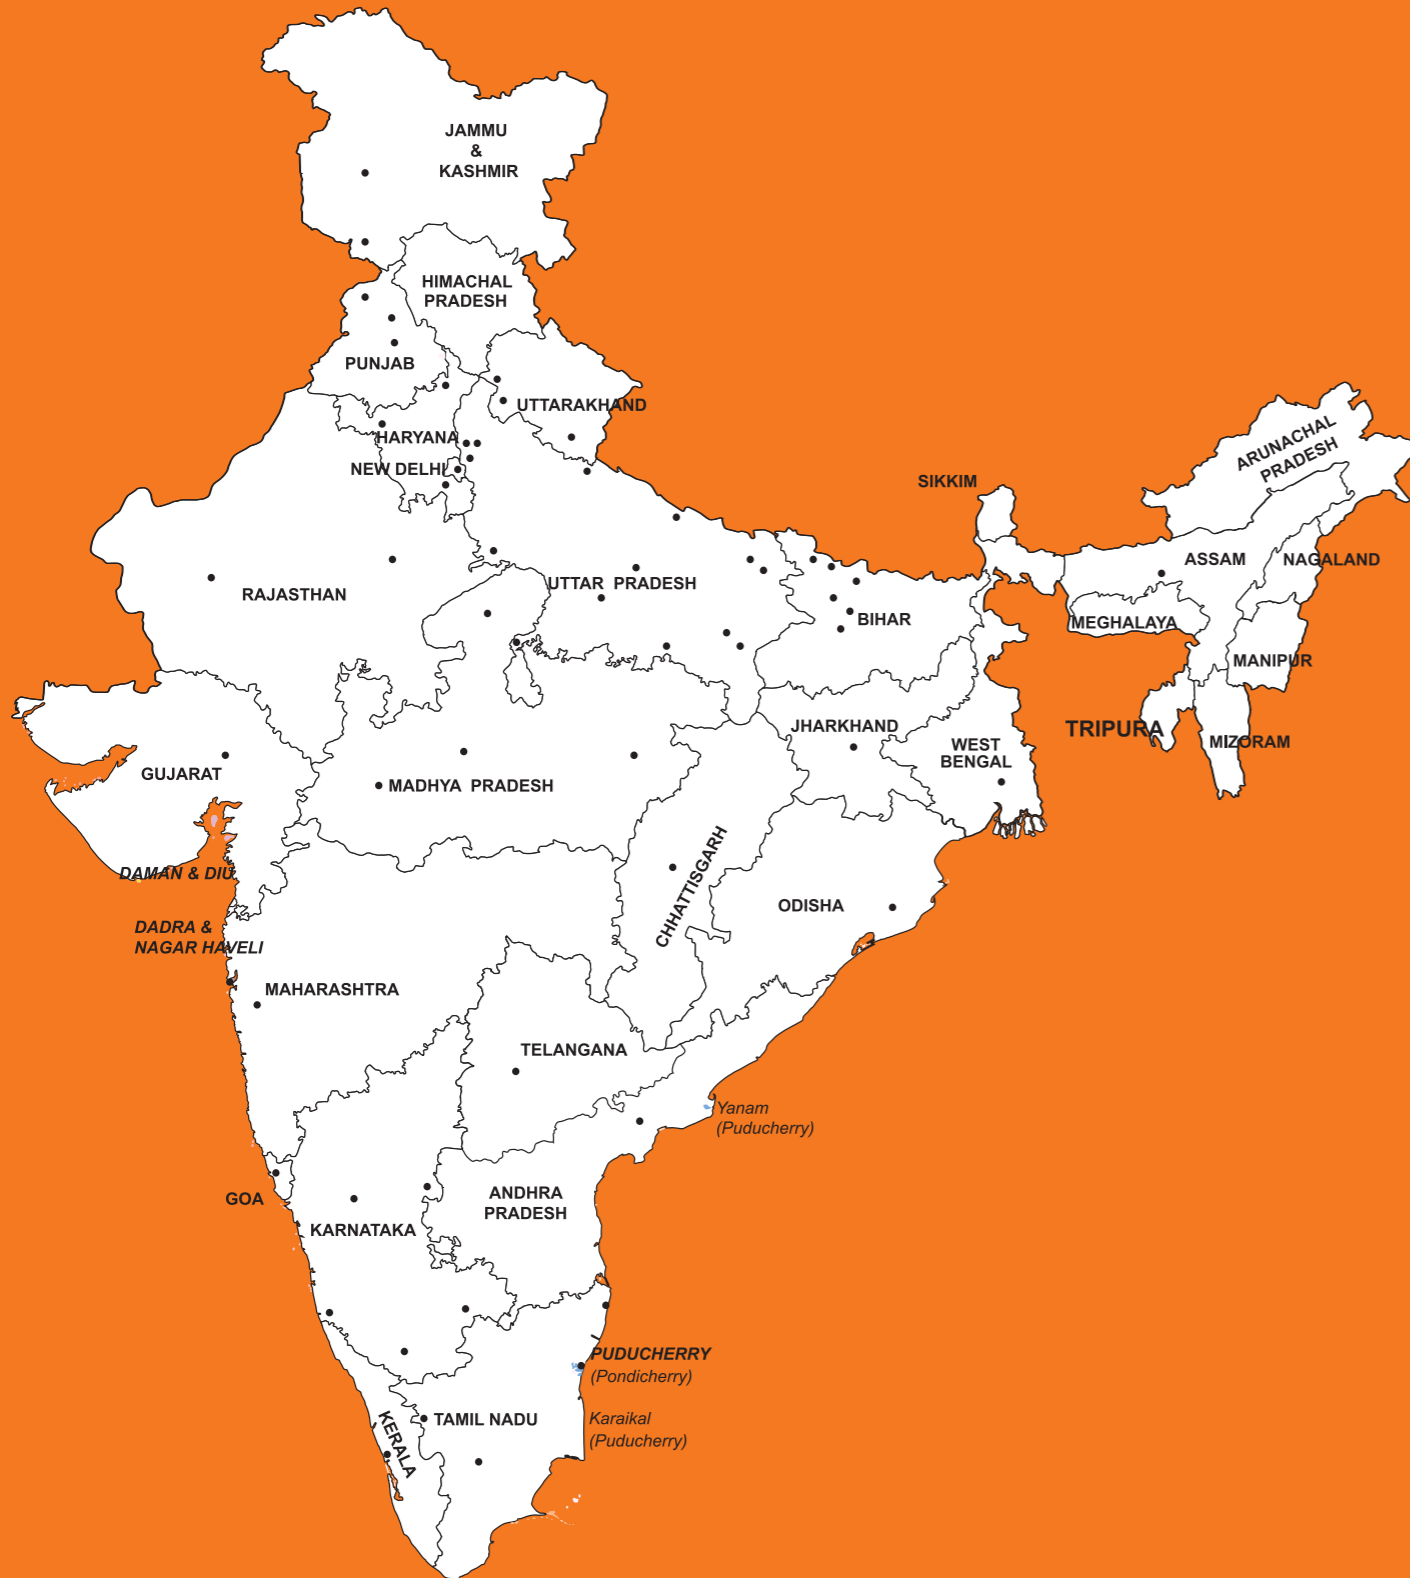 JAMMU
&
KASHMIR
HIMACHAL
PRADESH
PUNJAB
UTTARAKHAND
HARYANA
NEW DELHI
ARUNACHAL
PRADESH
SIKKIM
ASSAM
NAGALAND
RAJASTHAN
UTTAR PRADESH
BIHAR
MEGHALAYA
MANIPUR
JHARKHAND
TRIPURA
MIZORAM
WEST
BENGAL
GUJARAT
MADHYA PRADESH
CHHATTISGARH
DAMAN & DIU
ODISHA
DADRA &
NAGAR HAVELI
MAHARASHTRA
TELANGANA
Yanam
(Puducherry)
GOA
ANDHRA
PRADESH
KARNATAKA
PUDUCHERRY
(Pondicherry)
KERALA
TAMIL NADU
Karaikal
(Puducherry)